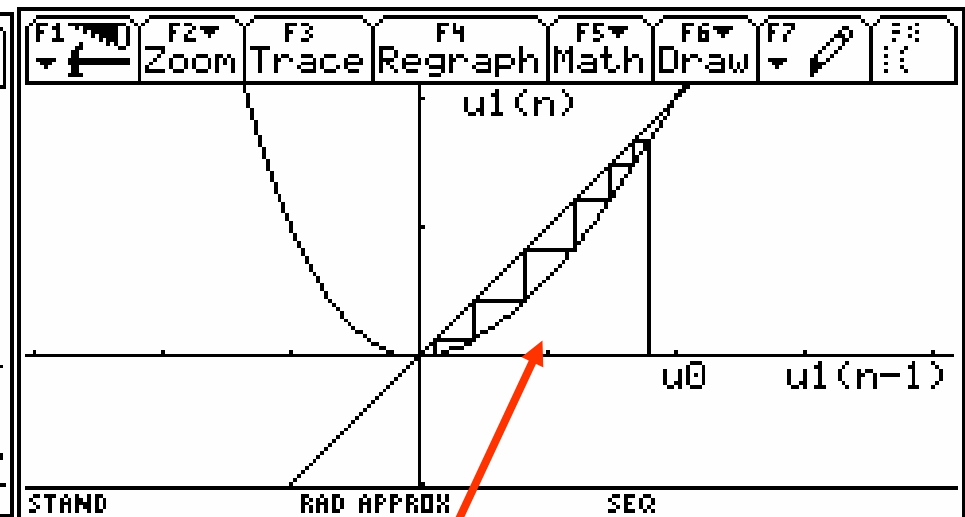 F1 F2 F3 F4 F5 F6 F7 F8
Zoom Trace Regraph Math Draw
u1(n)
u0 u1(n-1)
STAND RAD APPROX SEQ